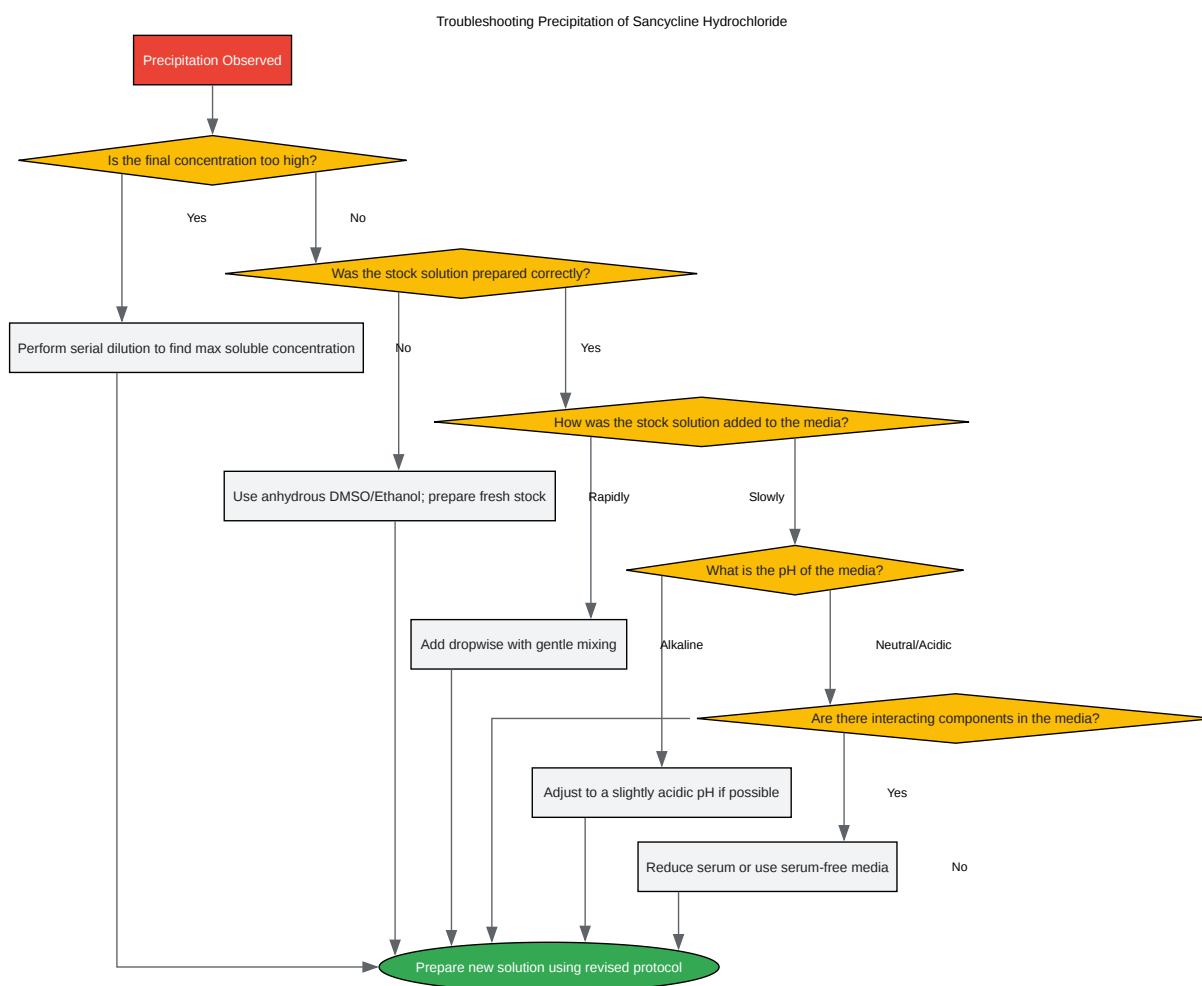 Troubleshooting Precipitation of Sancycline Hydrochloride
Precipitation Observed
Is the final concentration too high?
Yes
No
Was the stock solution prepared correctly?
Perform serial dilution to find max soluble concentration
No
Yes
How was the stock solution added to the media?
Use anhydrous DMSO/Ethanol; prepare fresh stock
Rapidly
Slowly
What is the pH of the media?
Add dropwise with gentle mixing
Alkaline
Neutral/Acidic
Are there interacting components in the media?
Adjust to a slightly acidic pH if possible
Yes
Reduce serum or use serum-free media
No
Prepare new solution using revised protocol